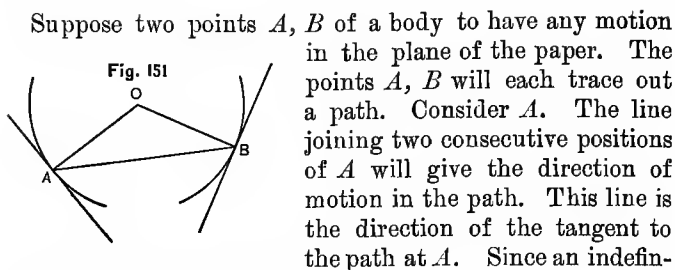 Suppose two points A, B of a body to have any motion
in the plane of the paper. The
Fig. 151
points A, B will each trace out
O
a path. Consider A. The line
joining two consecutive positions
B
of A will give the direction of
A
motion in the path. This line is
the direction of the tangent to
the path at A. Since an indefin-